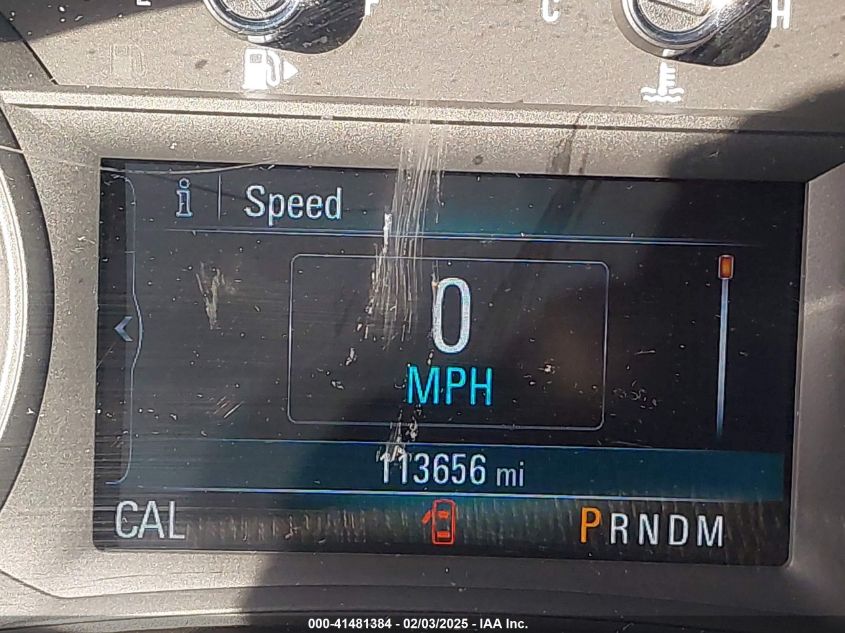 E F C H
i Speed
0
MPH
113656 mi
CAL PRNDM
000-41481384 - 02/03/2025 - IAA Inc.